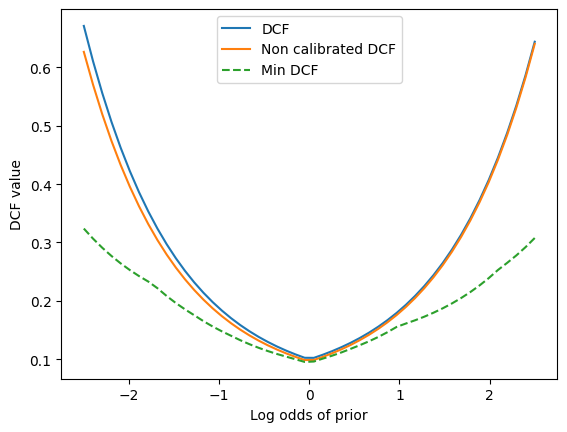 DCF
Non calibrated DCF
Min DCF
0.6
0.5
0.4
0.3
0.2
0.1
DCF value
−2
−1
0
1
2
Log odds of prior